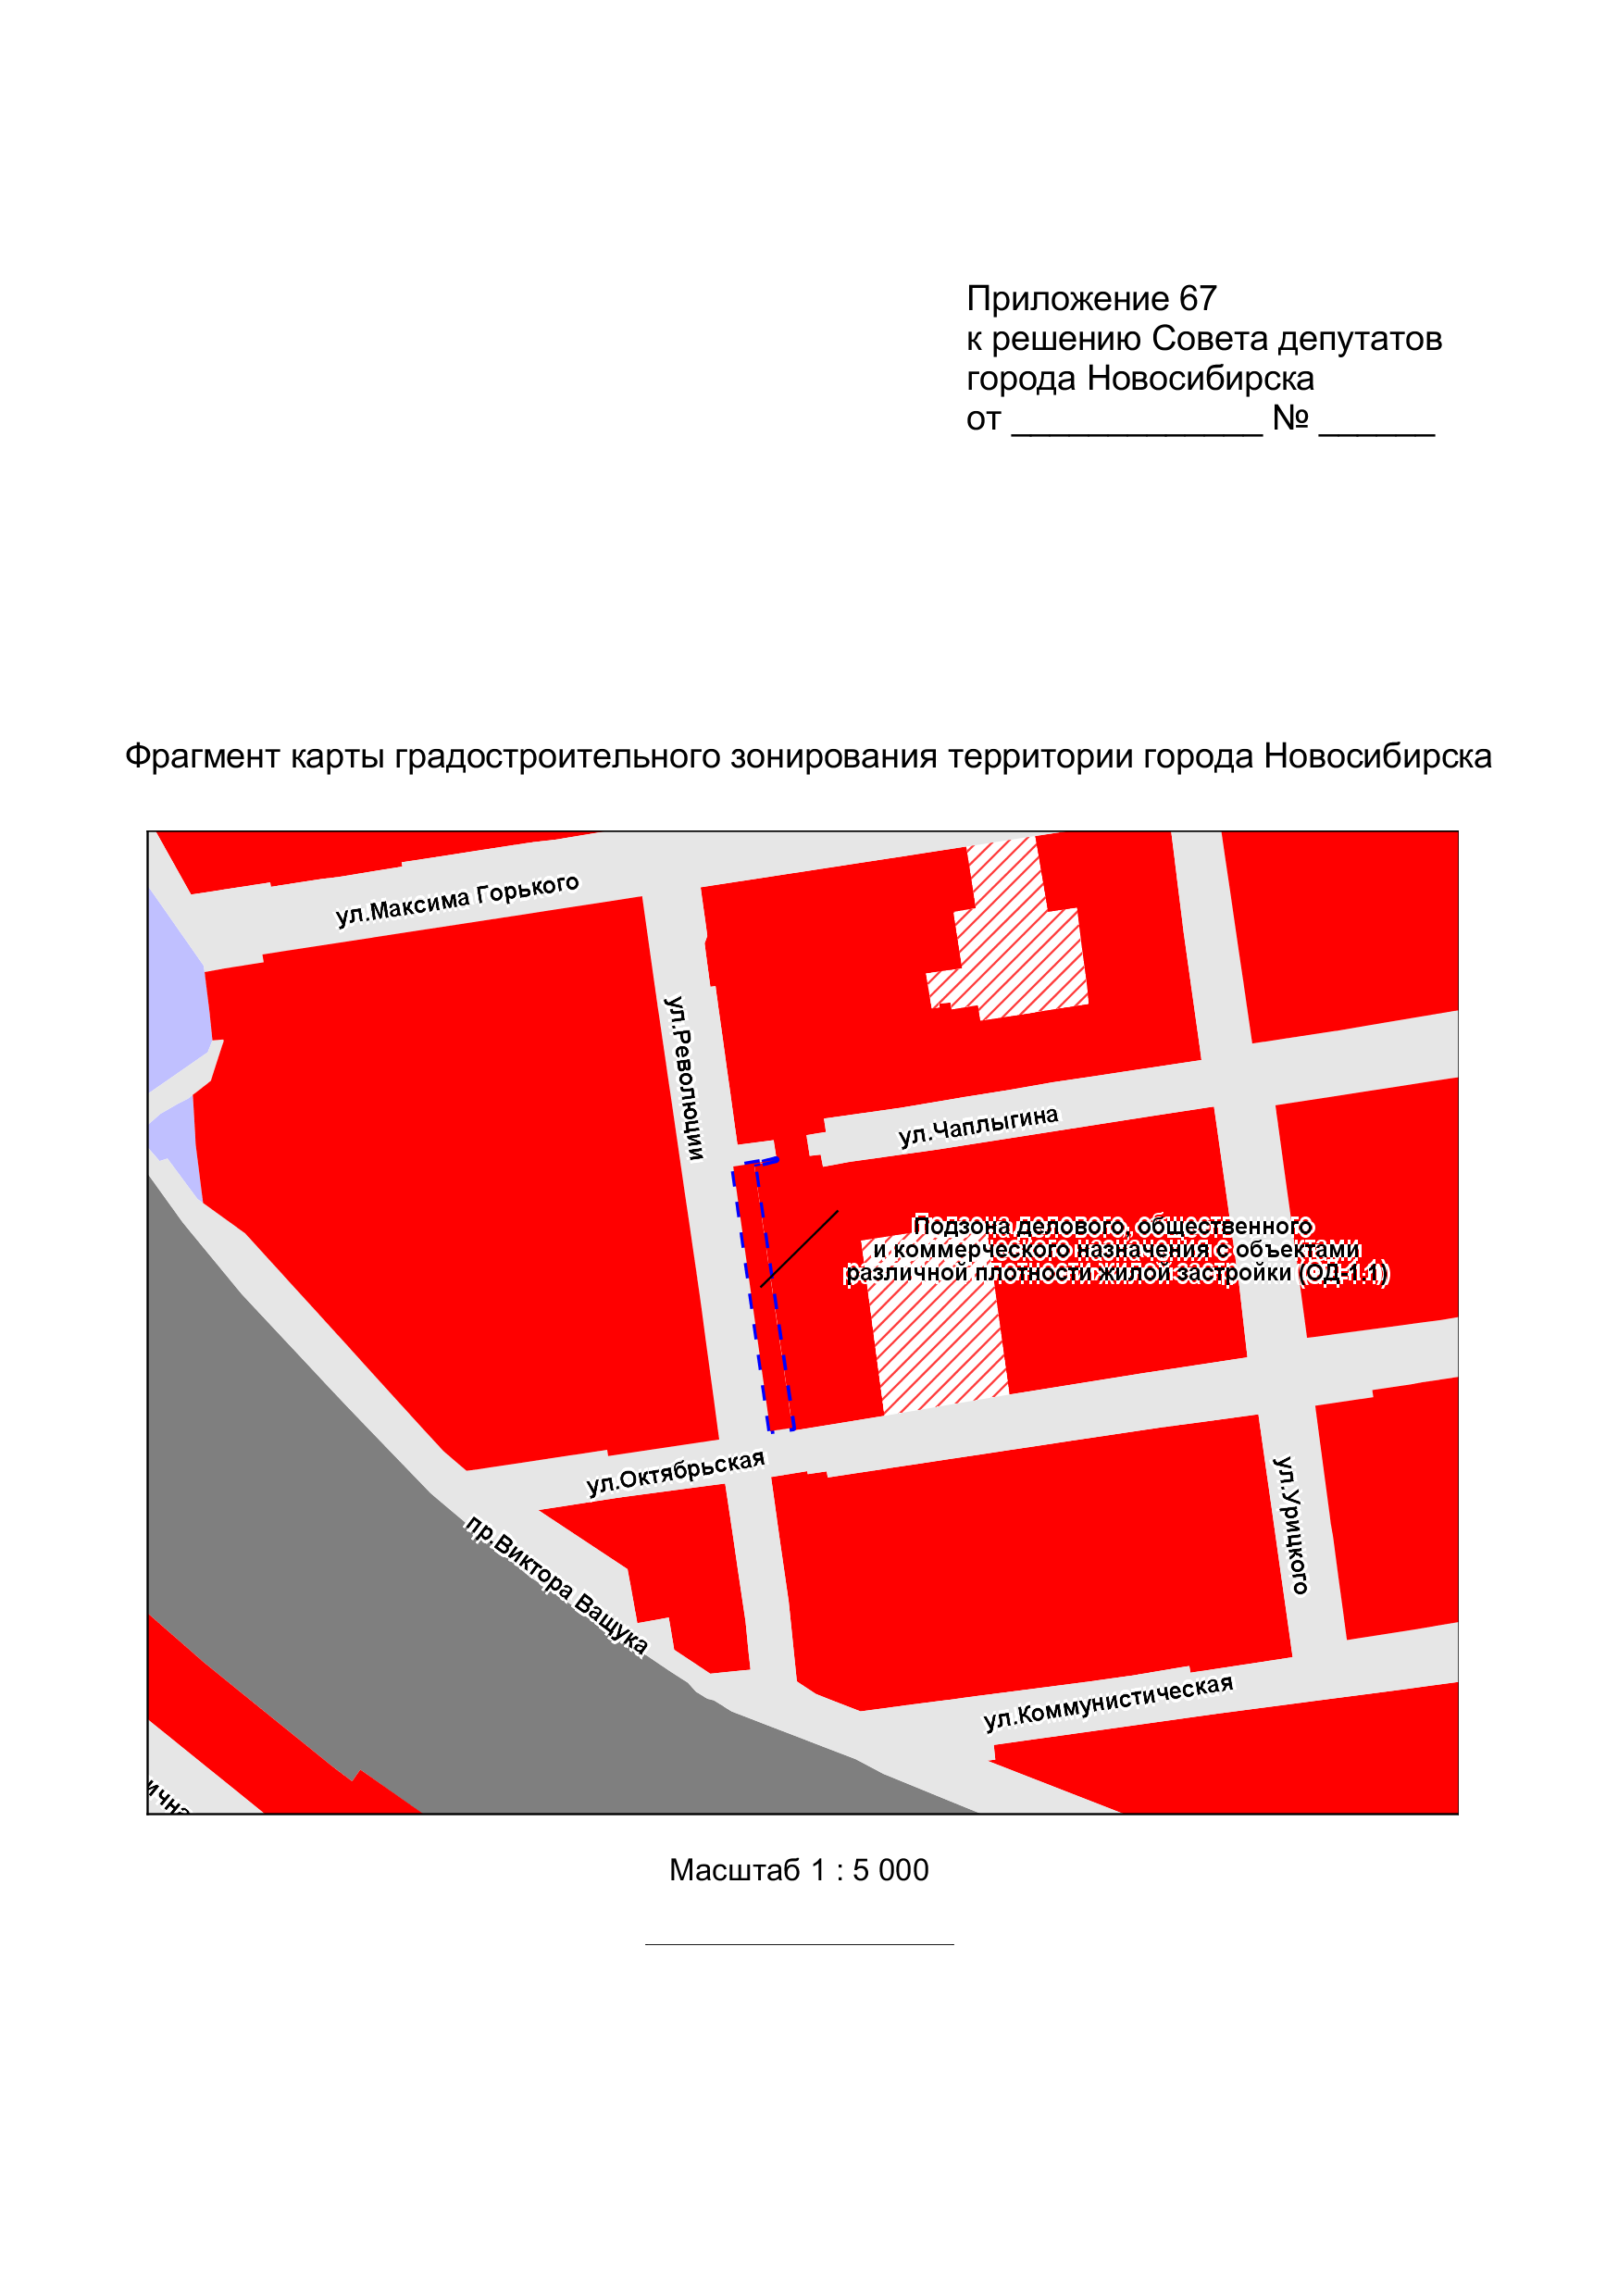 Приложение 67
к решению Совета депутатов
города Новосибирска
от _____________ № ______
Фрагмент карты градостроительного зонирования территории города Новосибирска
ул.Максима Горького
ул.Революции
ул.Чаплыгина
Подзона делового, общественного
и коммерческого назначения с объектами
различной плотности жилой застройки (ОД-1.1)
ул.Октябрьская
ул.Урицкого
пр.Виктора Ващука
ул.Коммунистическая
Масштаб 1 : 5 000